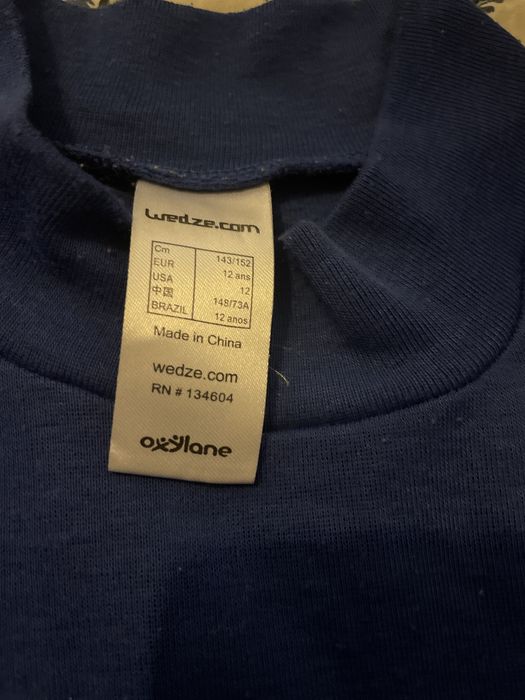 wedze.com
Cm 143/152
EUR 12 ans
USA 12
中国 148/73A
BRAZIL 12 anos
Made in China
wedze.com
RN # 134604
oxylane